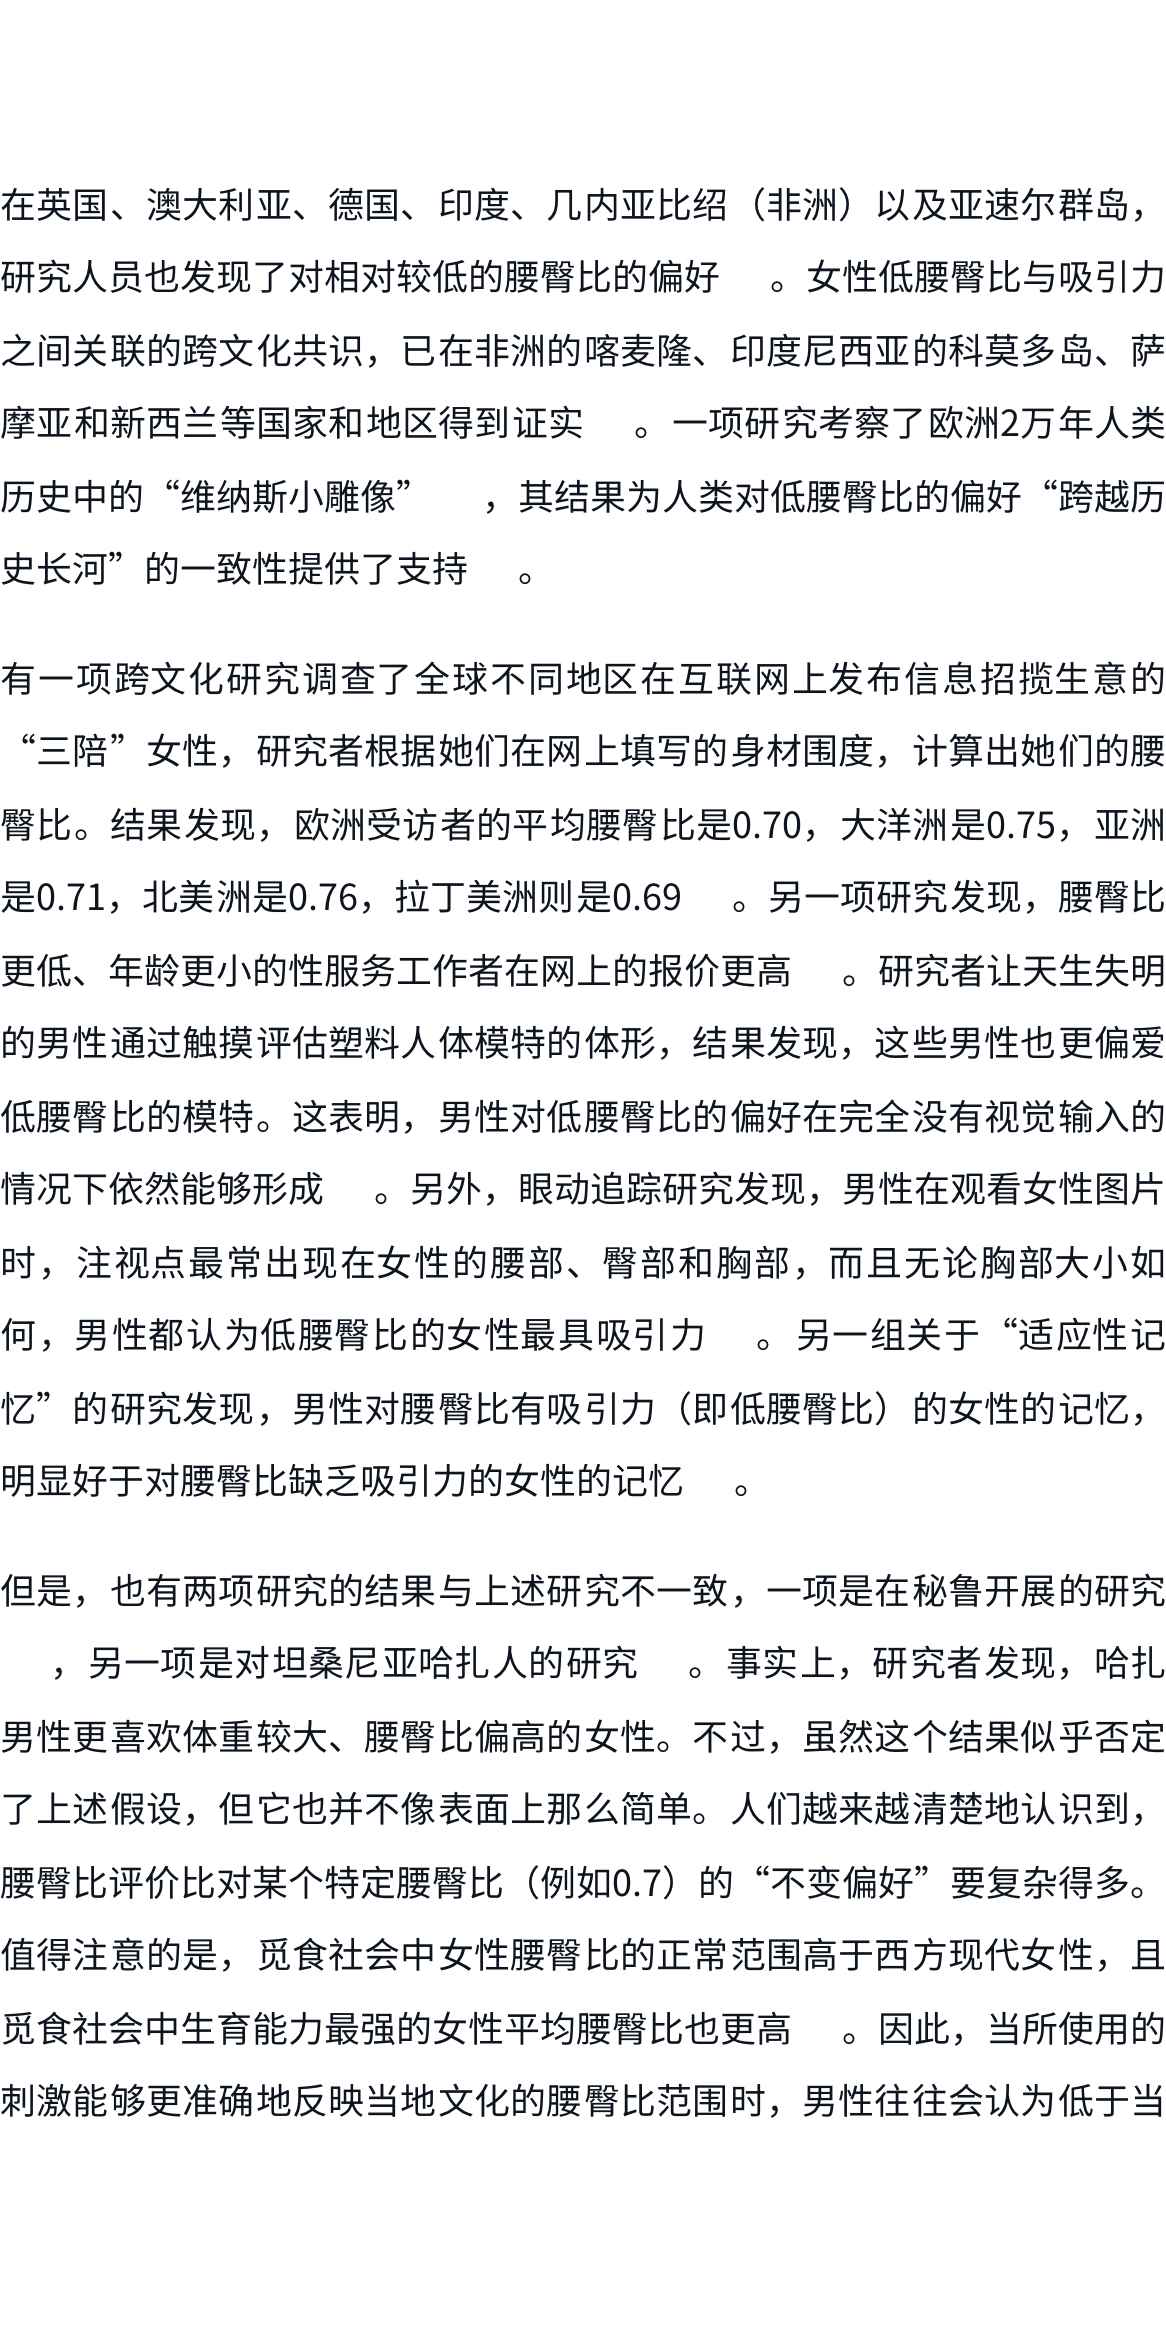 在英国、澳大利亚、德国、印度、几内亚比绍（非洲）以及亚速尔群岛，
研究人员也发现了对相对较低的腰臀比的偏好 。女性低腰臀比与吸引力
之间关联的跨文化共识，已在非洲的喀麦隆、印度尼西亚的科莫多岛、萨
摩亚和新西兰等国家和地区得到证实 。一项研究考察了欧洲2万年人类
历史中的“维纳斯小雕像” ，其结果为人类对低腰臀比的偏好“跨越历
史长河”的一致性提供了支持 。
有一项跨文化研究调查了全球不同地区在互联网上发布信息招揽生意的
“三陪”女性，研究者根据她们在网上填写的身材围度，计算出她们的腰
臀比。结果发现，欧洲受访者的平均腰臀比是0.70，大洋洲是0.75，亚洲
是0.71，北美洲是0.76，拉丁美洲则是0.69 。另一项研究发现，腰臀比
更低、年龄更小的性服务工作者在网上的报价更高 。研究者让天生失明
的男性通过触摸评估塑料人体模特的体形，结果发现，这些男性也更偏爱
低腰臀比的模特。这表明，男性对低腰臀比的偏好在完全没有视觉输入的
情况下依然能够形成 。另外，眼动追踪研究发现，男性在观看女性图片
时，注视点最常出现在女性的腰部、臀部和胸部，而且无论胸部大小如
何，男性都认为低腰臀比的女性最具吸引力 。另一组关于“适应性记
忆”的研究发现，男性对腰臀比有吸引力（即低腰臀比）的女性的记忆，
明显好于对腰臀比缺乏吸引力的女性的记忆 。
但是，也有两项研究的结果与上述研究不一致，一项是在秘鲁开展的研究
，另一项是对坦桑尼亚哈扎人的研究 。事实上，研究者发现，哈扎
男性更喜欢体重较大、腰臀比偏高的女性。不过，虽然这个结果似乎否定
了上述假设，但它也并不像表面上那么简单。人们越来越清楚地认识到，
腰臀比评价比对某个特定腰臀比（例如0.7）的“不变偏好”要复杂得多。
值得注意的是，觅食社会中女性腰臀比的正常范围高于西方现代女性，且
觅食社会中生育能力最强的女性平均腰臀比也更高 。因此，当所使用的
刺激能够更准确地反映当地文化的腰臀比范围时，男性往往会认为低于当